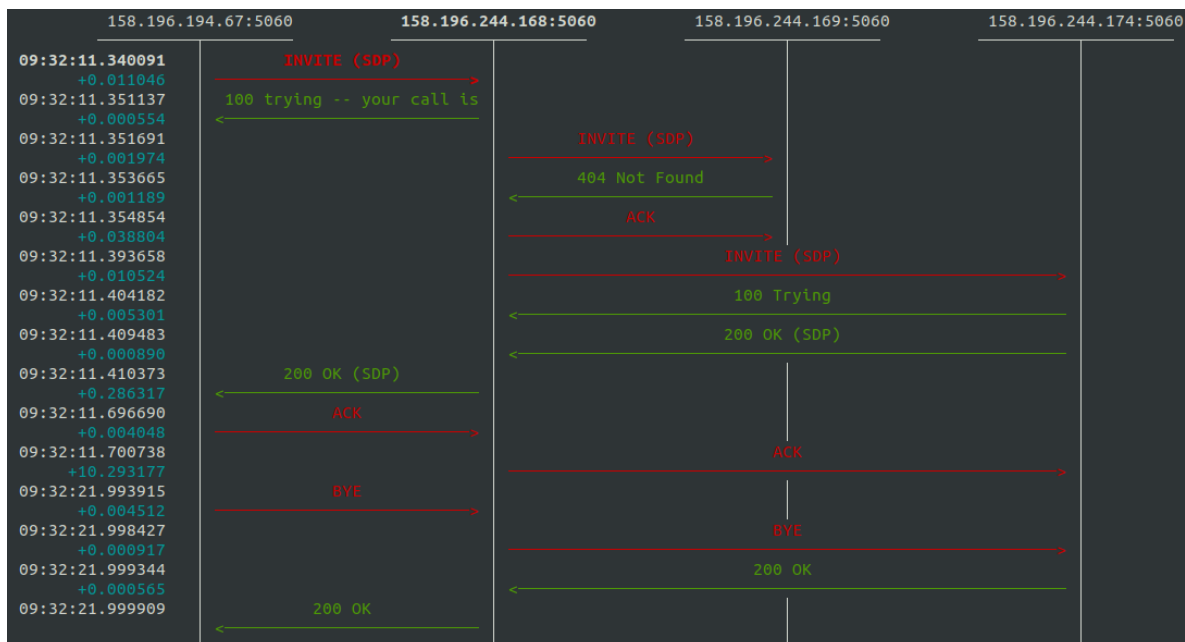 158.196.194.67:5060 158.196.244.168:5060 158.196.244.169:5060 158.196.244.174:5060
09:32:11.340091 INVITE (SDP)
+0.011046
09:32:11.351137 100 trying -- your call is
+0.000554
09:32:11.351691 INVITE (SDP)
+0.001974
09:32:11.353665 404 Not Found
+0.001189
09:32:11.354854 ACK
+0.038804
09:32:11.393658 INVITE (SDP)
+0.010524
09:32:11.404182 100 Trying
+0.005301
09:32:11.409483 200 OK (SDP)
+0.000890
09:32:11.410373 200 OK (SDP)
+0.286317
09:32:11.696690 ACK
+0.004048
09:32:11.700738 ACK
+10.293177
09:32:21.993915 BYE
+0.004512
09:32:21.998427 BYE
+0.000917
09:32:21.999344 200 OK
+0.000565
09:32:21.999909 200 OK